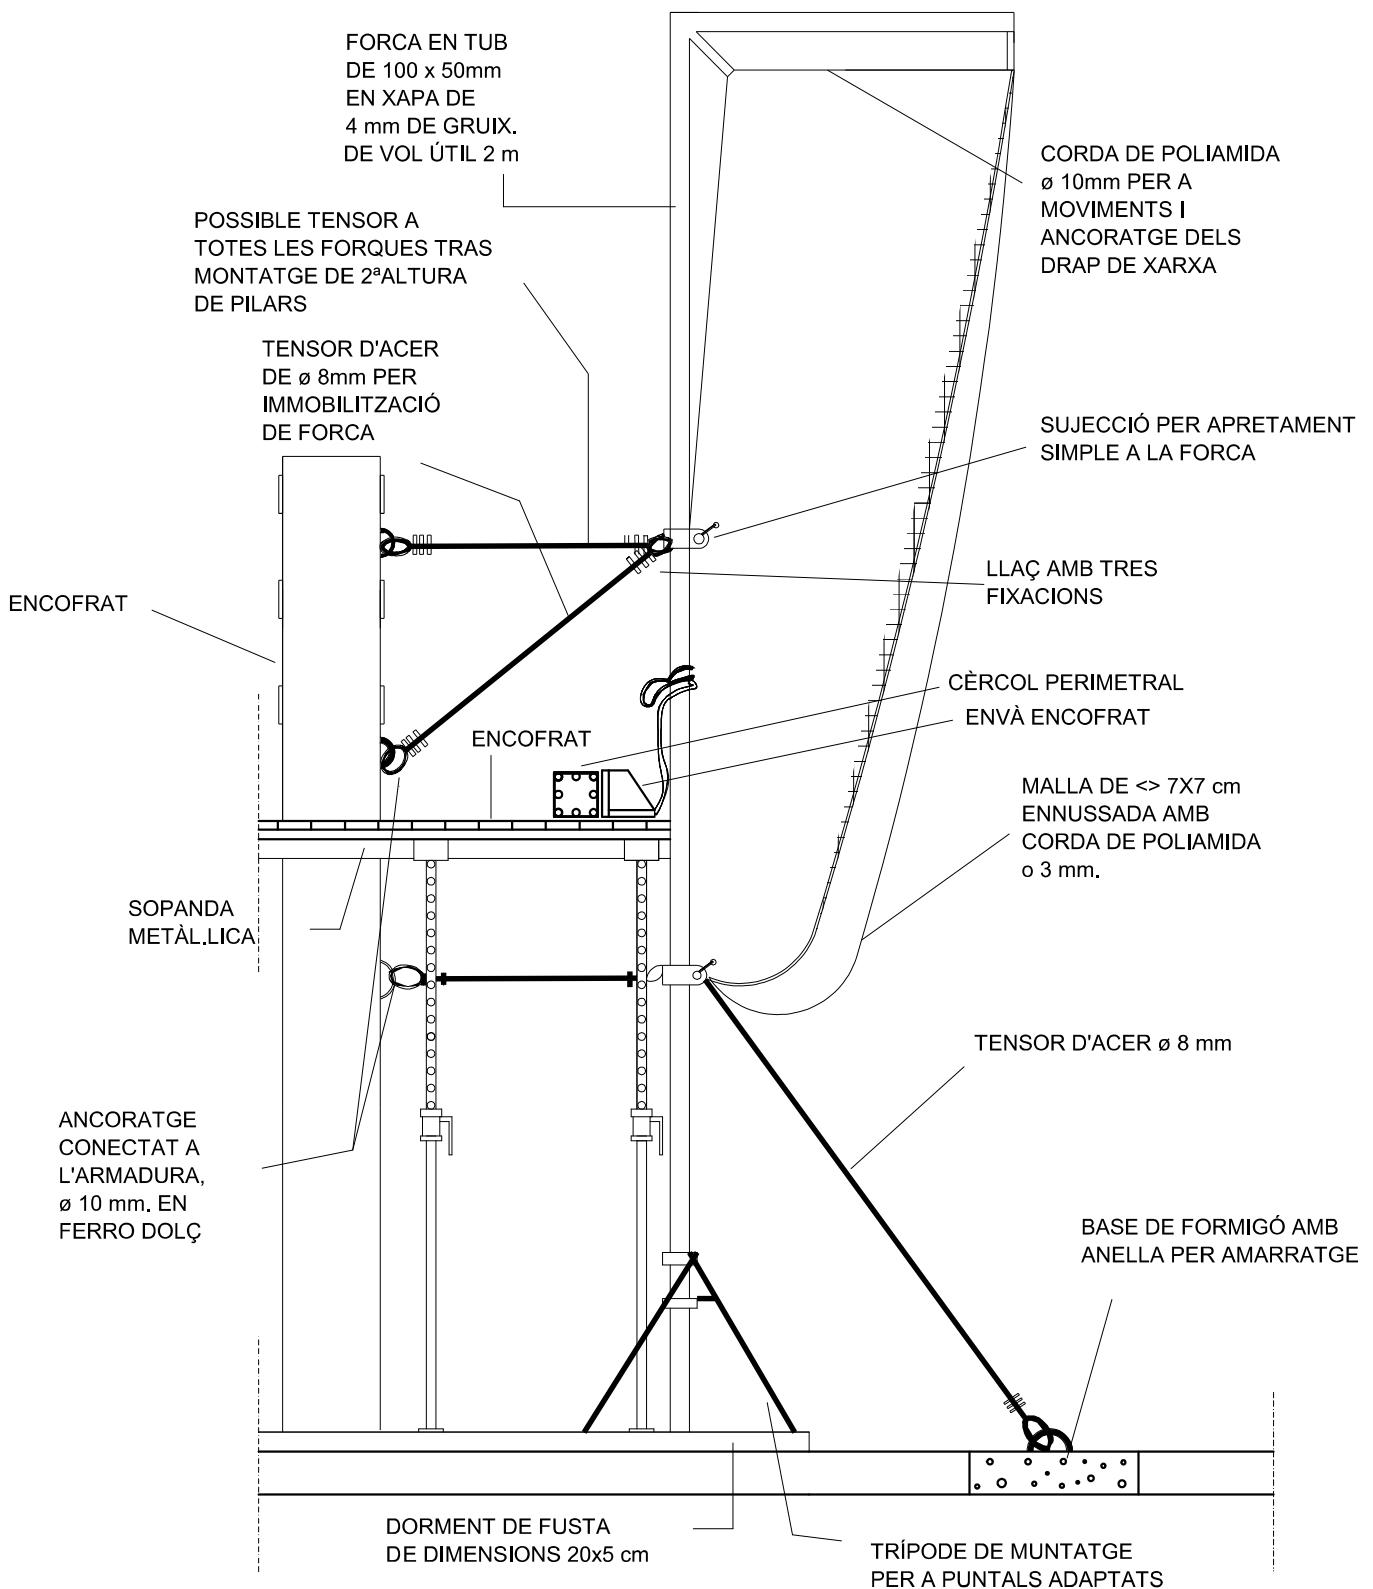 FORCA EN TUB
DE 100 x 50mm
EN XAPA DE
4 mm DE GRUIX.
DE VOL ÚTIL 2 m
CORDA DE POLIAMIDA
ø 10mm PER A
MOVIMENTS I
ANCORATGE DELS
DRAP DE XARXA
POSSIBLE TENSOR A
TOTES LES FORQUES TRAS
MONTATGE DE 2ªALTURA
DE PILARS
TENSOR D'ACER
DE ø 8mm PER
IMMOBILITZACIÓ
DE FORCA
SUJECCIÓ PER APRETAMENT
SIMPLE A LA FORCA
LLAÇ AMB TRES
FIXACIONS
ENCOFRAT
CÈRCOL PERIMETRAL
ENVÀ ENCOFRAT
ENCOFRAT
MALLA DE <> 7X7 cm
ENNUSSADA AMB
CORDA DE POLIAMIDA
o 3 mm.
SOPANDA
METÀL.LICA
TENSOR D'ACER ø 8 mm
ANCORATGE
CONECTAT A
L'ARMADURA,
ø 10 mm. EN
FERRO DOLÇ
BASE DE FORMIGÓ AMB
ANELLA PER AMARRATGE
DORMENT DE FUSTA
DE DIMENSIONS 20x5 cm
TRÍPODE DE MUNTATGE
PER A PUNTALS ADAPTATS